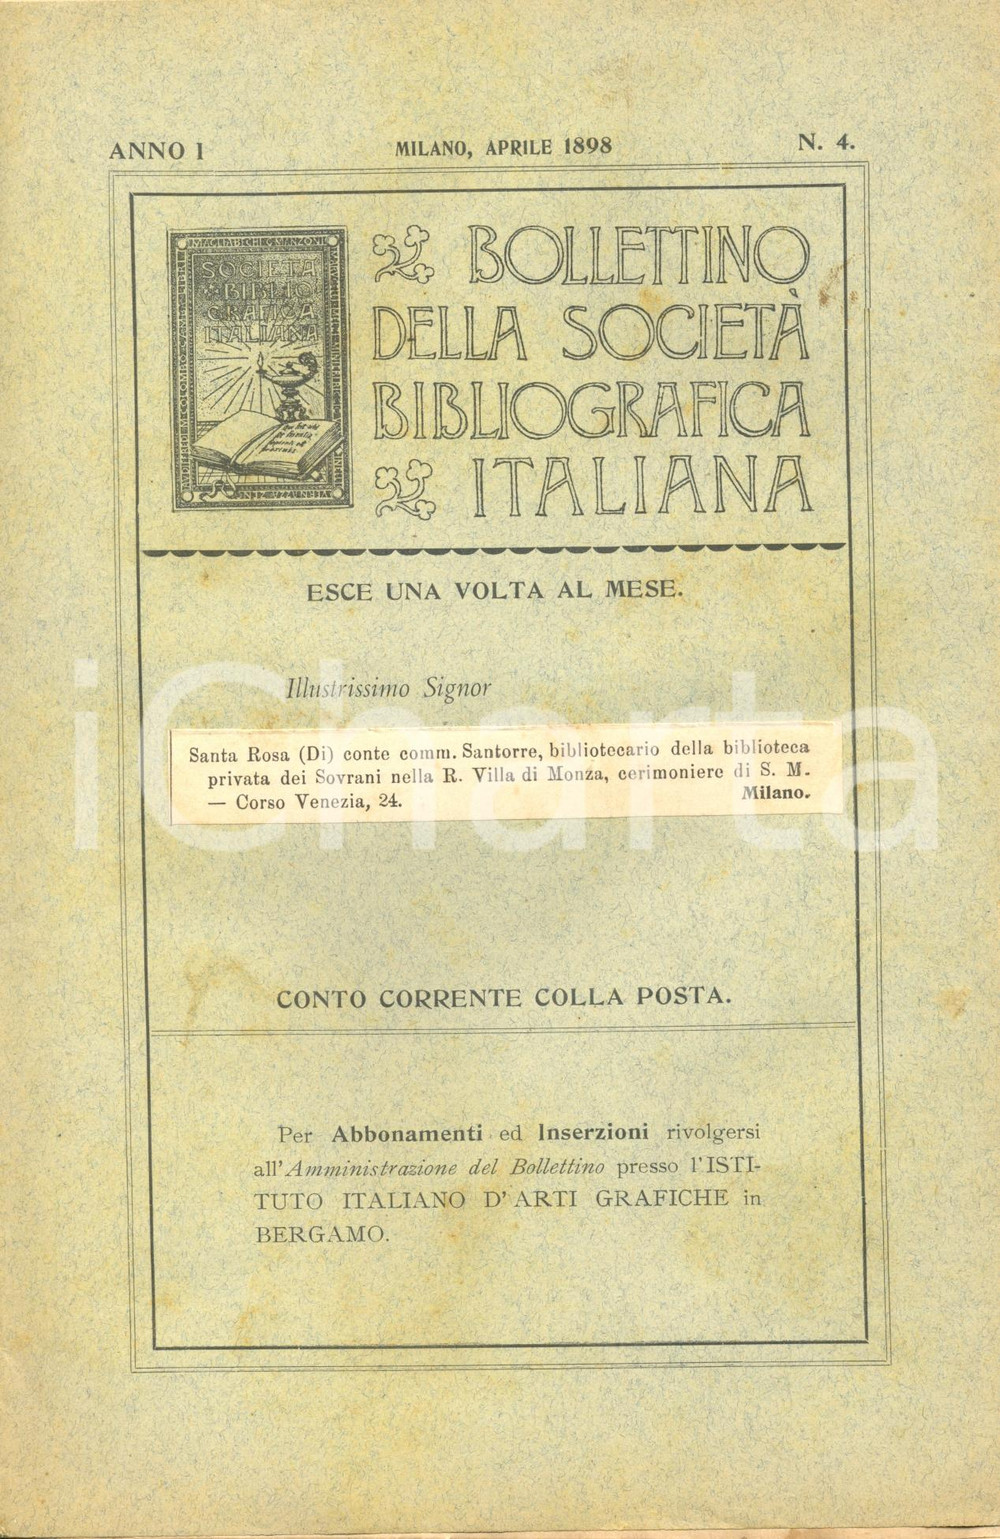 ANNO I
MILANO, APRILE 1898
N. 4.
MAGLIABECHI G. MANZONI
SOCIETÀ
BIBLIO
GRAFICA
ITALIANA
BOLLETTINO
DELLA SOCIETÀ
BIBLIOGRAFICA
ITALIANA
ESCE UNA VOLTA AL MESE.
Illustrissimo Signor
Santa Rosa (Di) conte comm. Santorre, bibliotecario della biblioteca
privata dei Sovrani nella R. Villa di Monza, cerimoniere di S. M.
— Corso Venezia, 24. Milano.
iCharta
CONTO CORRENTE COLLA POSTA.
Per Abbonamenti ed Inserzioni rivolgersi
all'Amministrazione del Bollettino presso l'ISTI-
TUTO ITALIANO D'ARTI GRAFICHE in
BERGAMO.